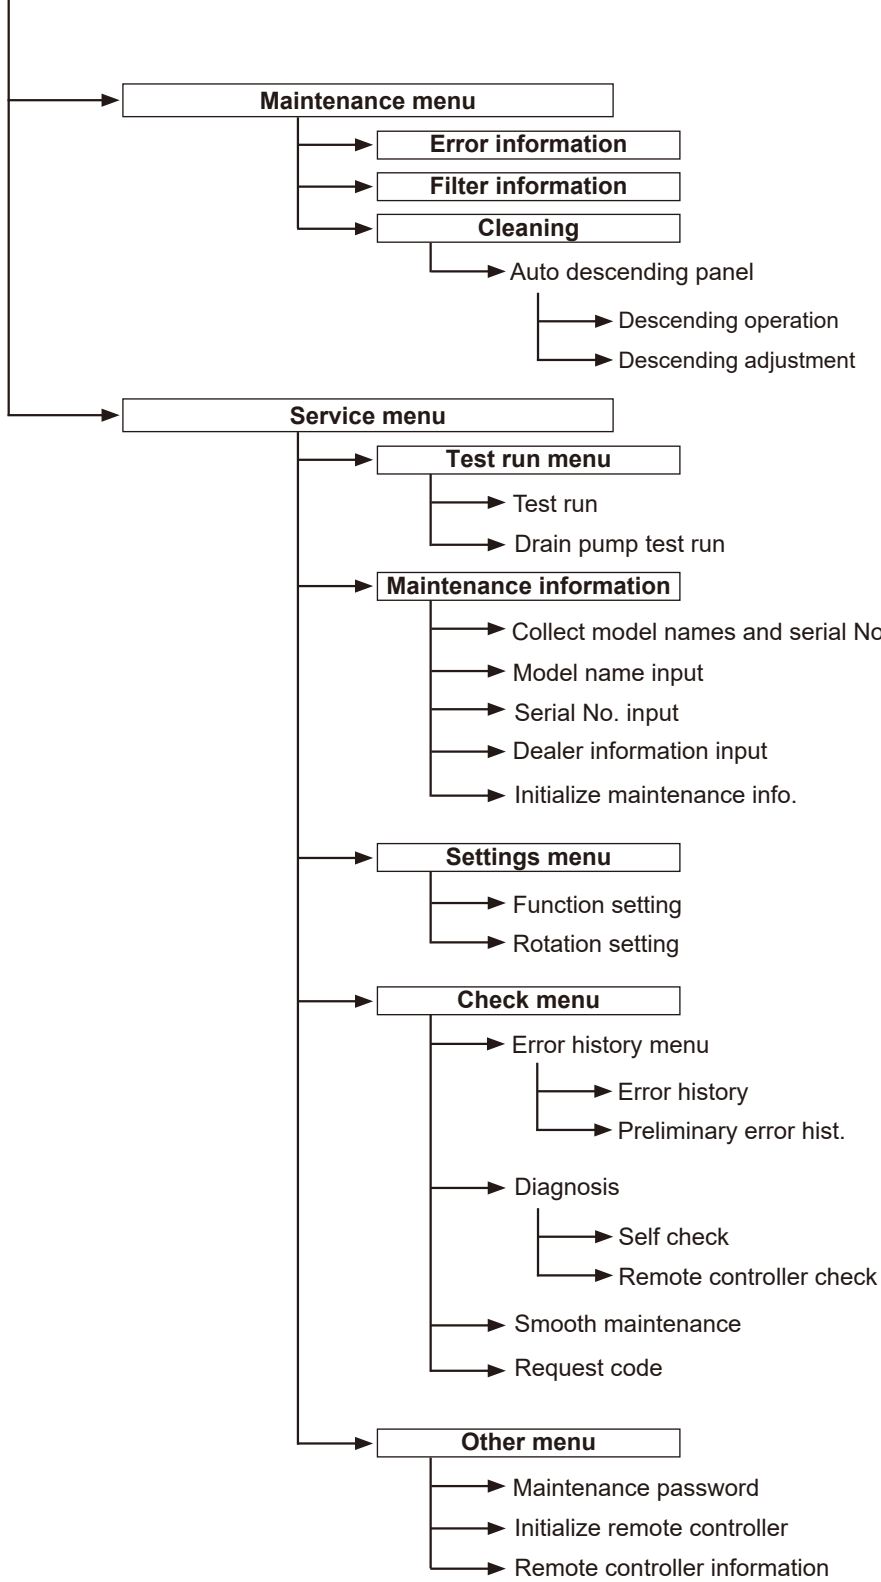 Maintenance menu
Error information
Filter information
Cleaning
Auto descending panel
Descending operation
Descending adjustment
Service menu
Test run menu
Test run
Drain pump test run
Maintenance information
Collect model names and serial No
Model name input
Serial No. input
Dealer information input
Initialize maintenance info.
Settings menu
Function setting
Rotation setting
Check menu
Error history menu
Error history
Preliminary error hist.
Diagnosis
Self check
Remote controller check
Smooth maintenance
Request code
Other menu
Maintenance password
Initialize remote controller
Remote controller information